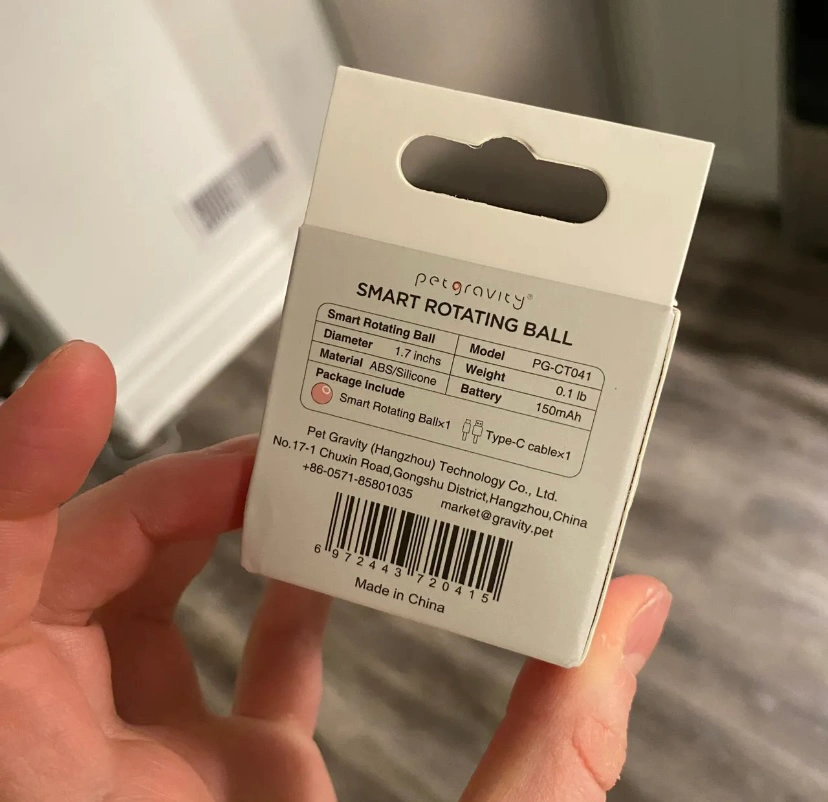 petgravity®
SMART ROTATING BALL
Smart Rotating Ball Model PG-CT041
Diameter 1.7 inchs Weight 0.1 lb
Material ABS/Silicone Battery 150mAh
Package Include
Smart Rotating Ball×1 Type-C cable×1
Pet Gravity (Hangzhou) Technology Co., Ltd.
No.17-1 Chuxin Road,Gongshu District,Hangzhou,China
+86-0571-85801035 market@gravity.pet
6 972443 720415
Made in China